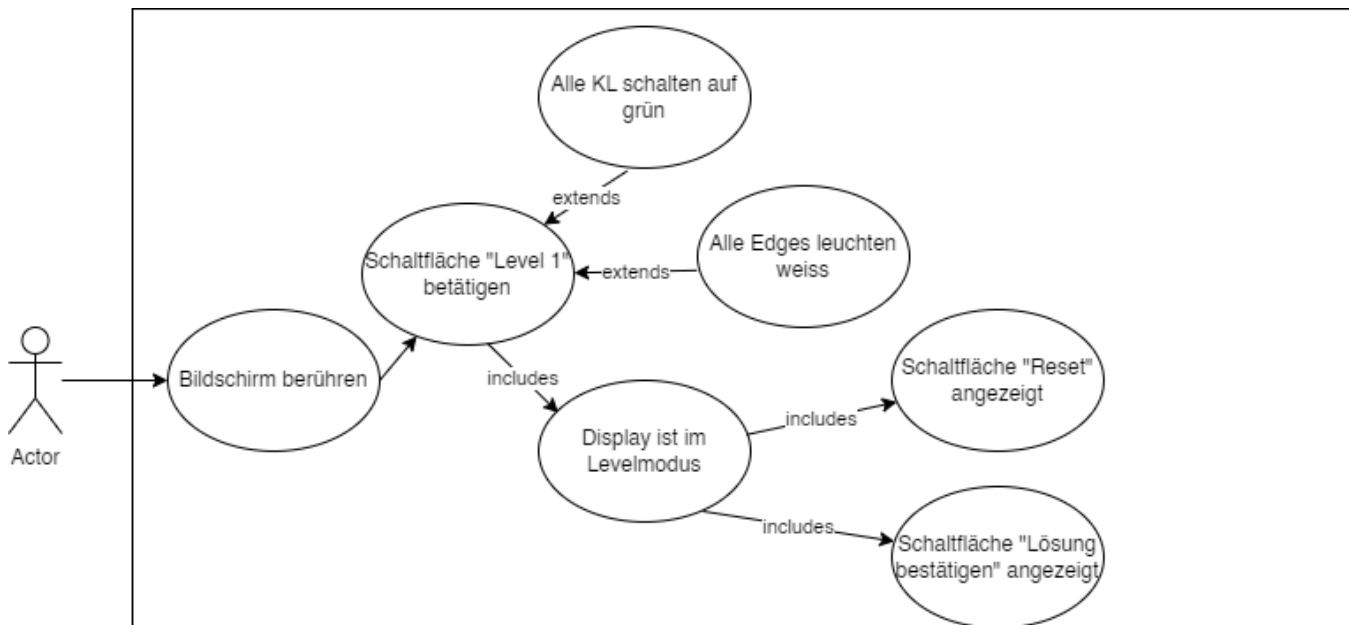 Alle KL schalten auf
grün
extends
Schaltfläche "Level 1"
betätigen
extends
Alle Edges leuchten
weiss
Bildschirm berühren
Actor
includes
Display ist im
Levelmodus
includes
Schaltfläche "Reset"
angezeigt
includes
Schaltfläche "Lösung
bestätigen" angezeigt